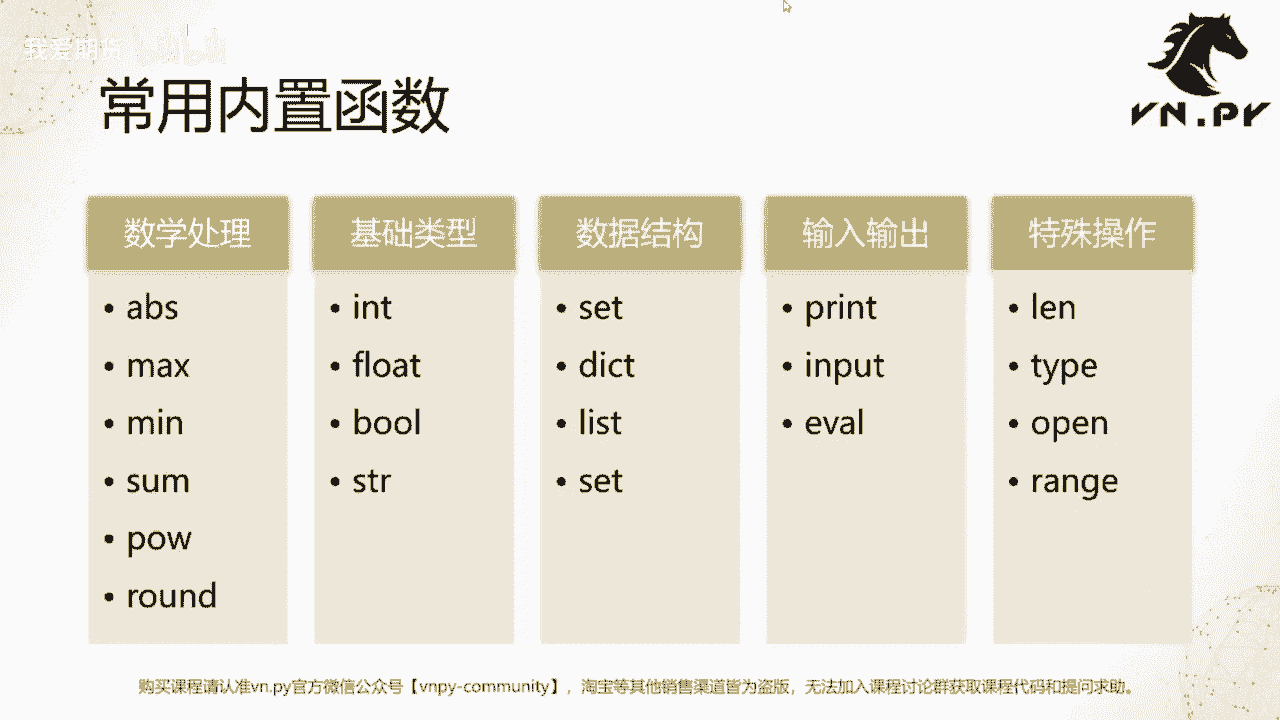 我爱期货
VN.PY
常用内置函数
数学处理
• abs
• max
• min
• sum
• pow
• round
基础类型
• int
• float
• bool
• str
数据结构
• set
• dict
• list
• set
输入输出
• print
• input
• eval
特殊操作
• len
• type
• open
• range
购买课程请认准vn.py官方微信公众号【vnpy-community】，淘宝等其他销售渠道皆为盗版，无法加入课程讨论群获取课程代码和提问求助。